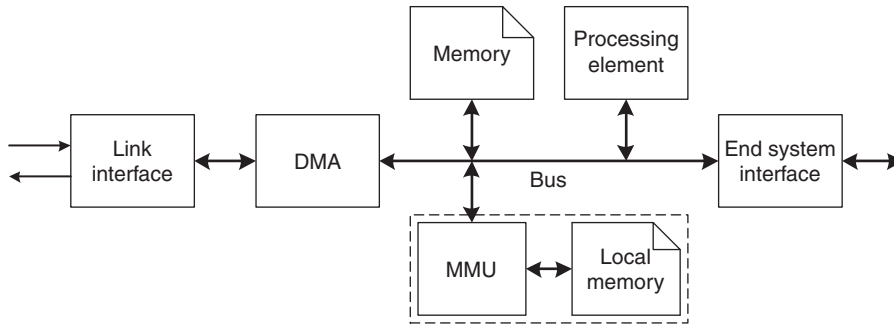 Memory
Processing
element
Link
interface
DMA
End system
interface
Bus
MMU
Local
memory